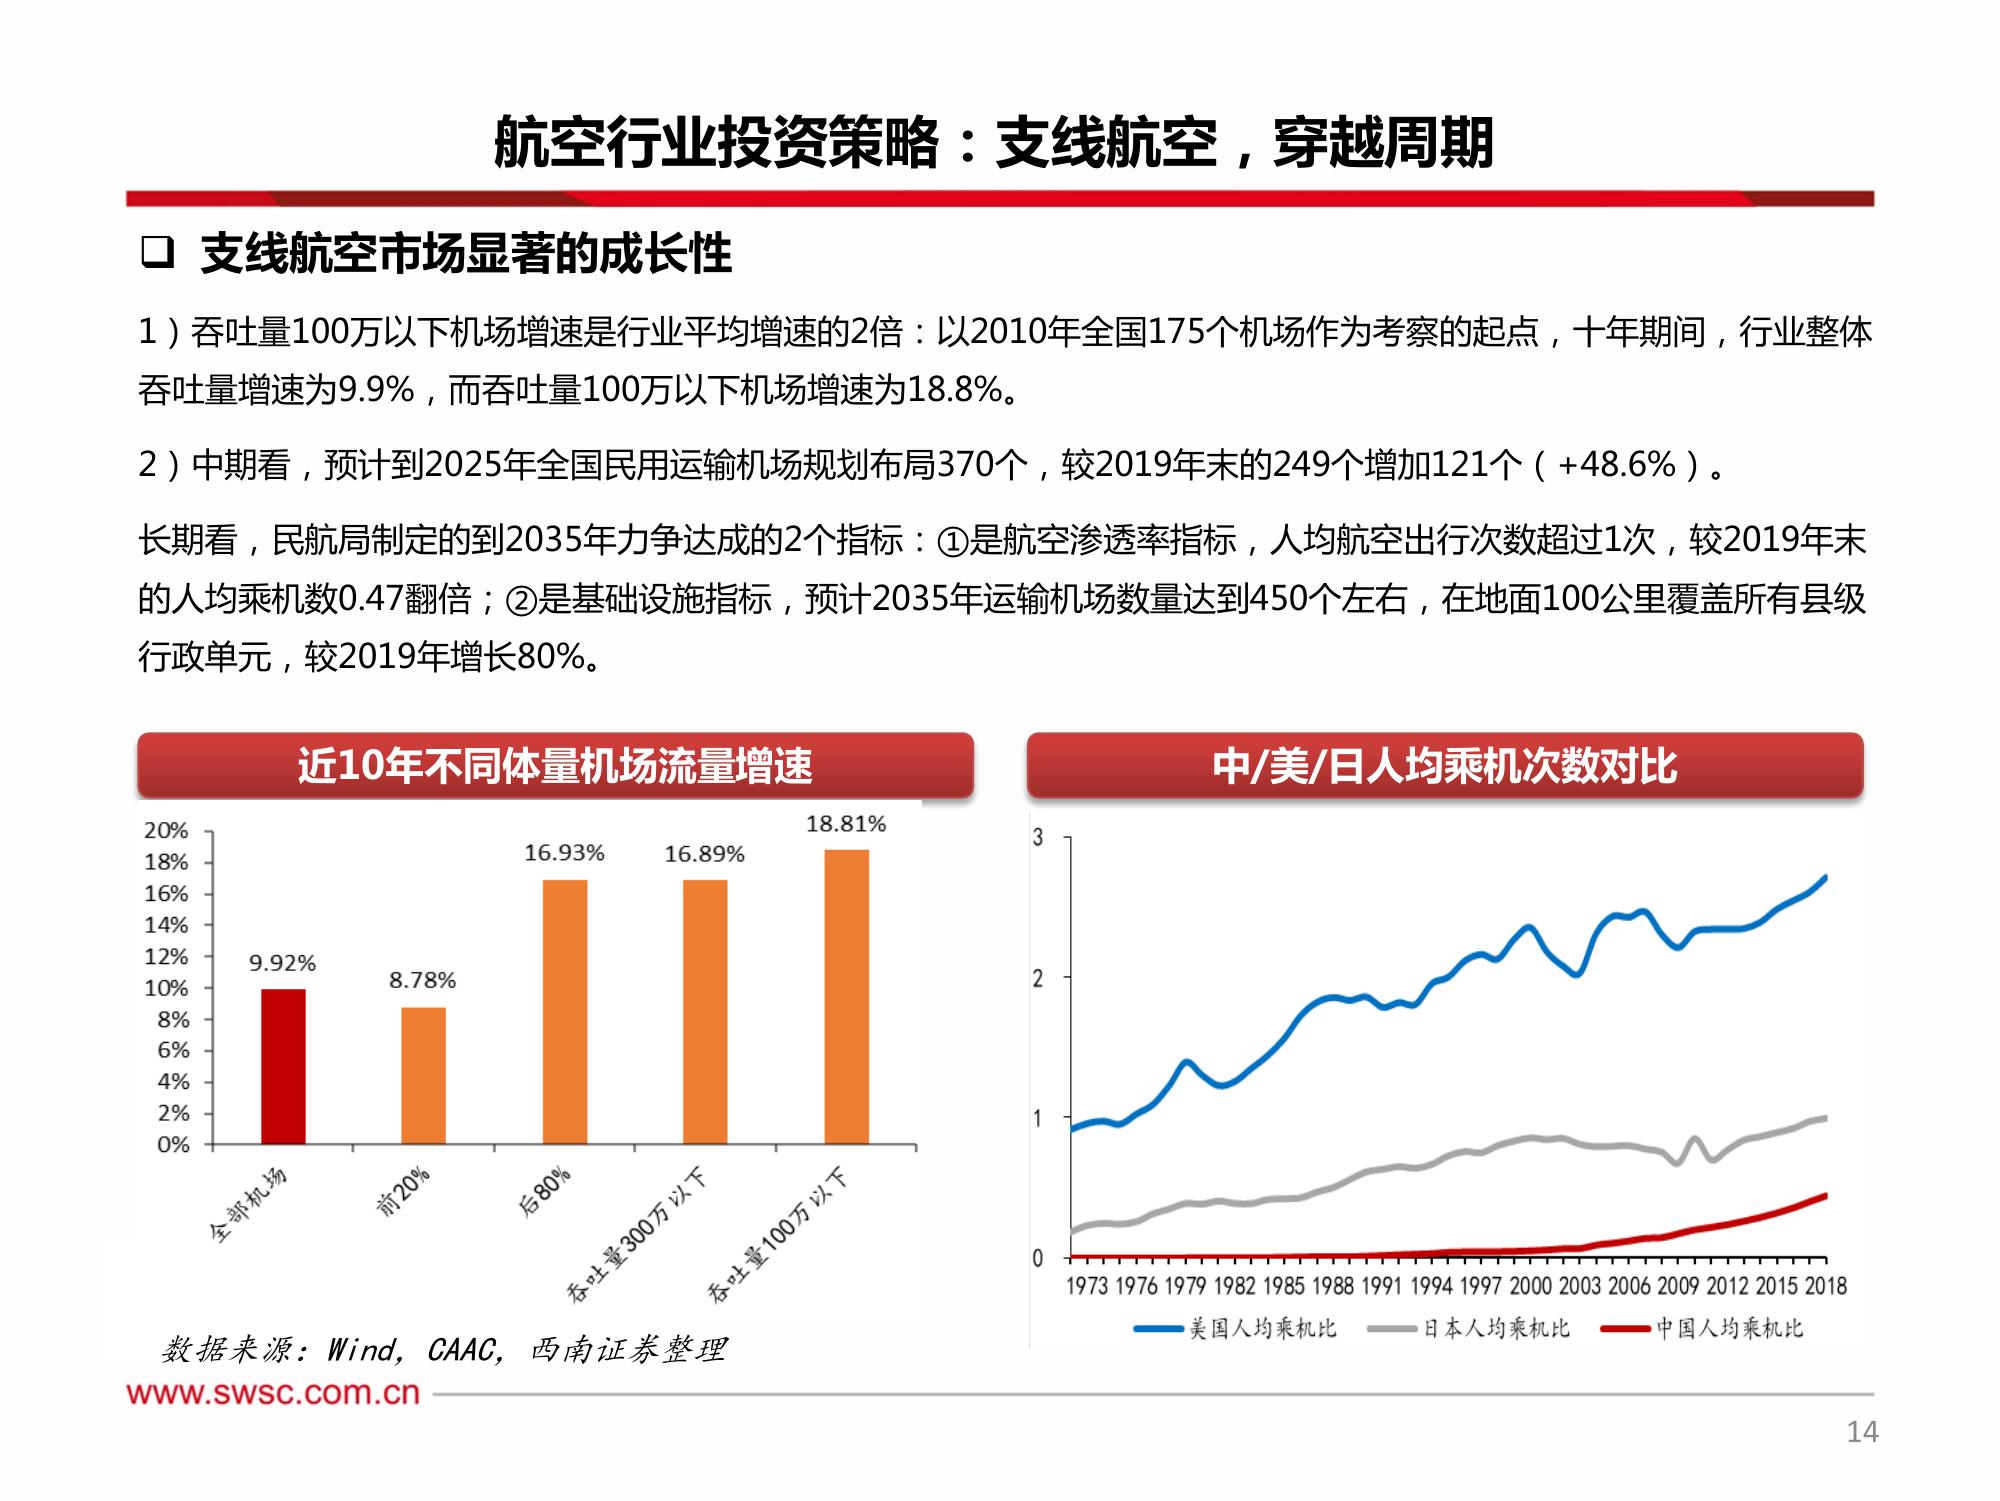 航空行业投资策略：支线航空，穿越周期
❑ 支线航空市场显著的成长性
1）吞吐量100万以下机场增速是行业平均增速的2倍：以2010年全国175个机场作为考察的起点，十年期间，行业整体
吞吐量增速为9.9%，而吞吐量100万以下机场增速为18.8%。
2）中期看，预计到2025年全国民用运输机场规划布局370个，较2019年末的249个增加121个（+48.6%）。
长期看，民航局制定的到2035年力争达成的2个指标：①是航空渗透率指标，人均航空出行次数超过1次，较2019年末
的人均乘机数0.47翻倍；②是基础设施指标，预计2035年运输机场数量达到450个左右，在地面100公里覆盖所有县级
行政单元，较2019年增长80%。
近10年不同体量机场流量增速
20%
18%
16%
14%
12%
10%
8%
6%
4%
2%
0%
9.92%
8.78%
16.93%
16.89%
18.81%
全部机场
前20%
后80%
吞吐量300万以下
吞吐量100万以下
中/美/日人均乘机次数对比
3
2
1
0
1973 1976 1979 1982 1985 1988 1991 1994 1997 2000 2003 2006 2009 2012 2015 2018
美国人均乘机比 日本人均乘机比 中国人均乘机比
数据来源：Wind, CAAC, 西南证券整理
www.swsc.com.cn
14